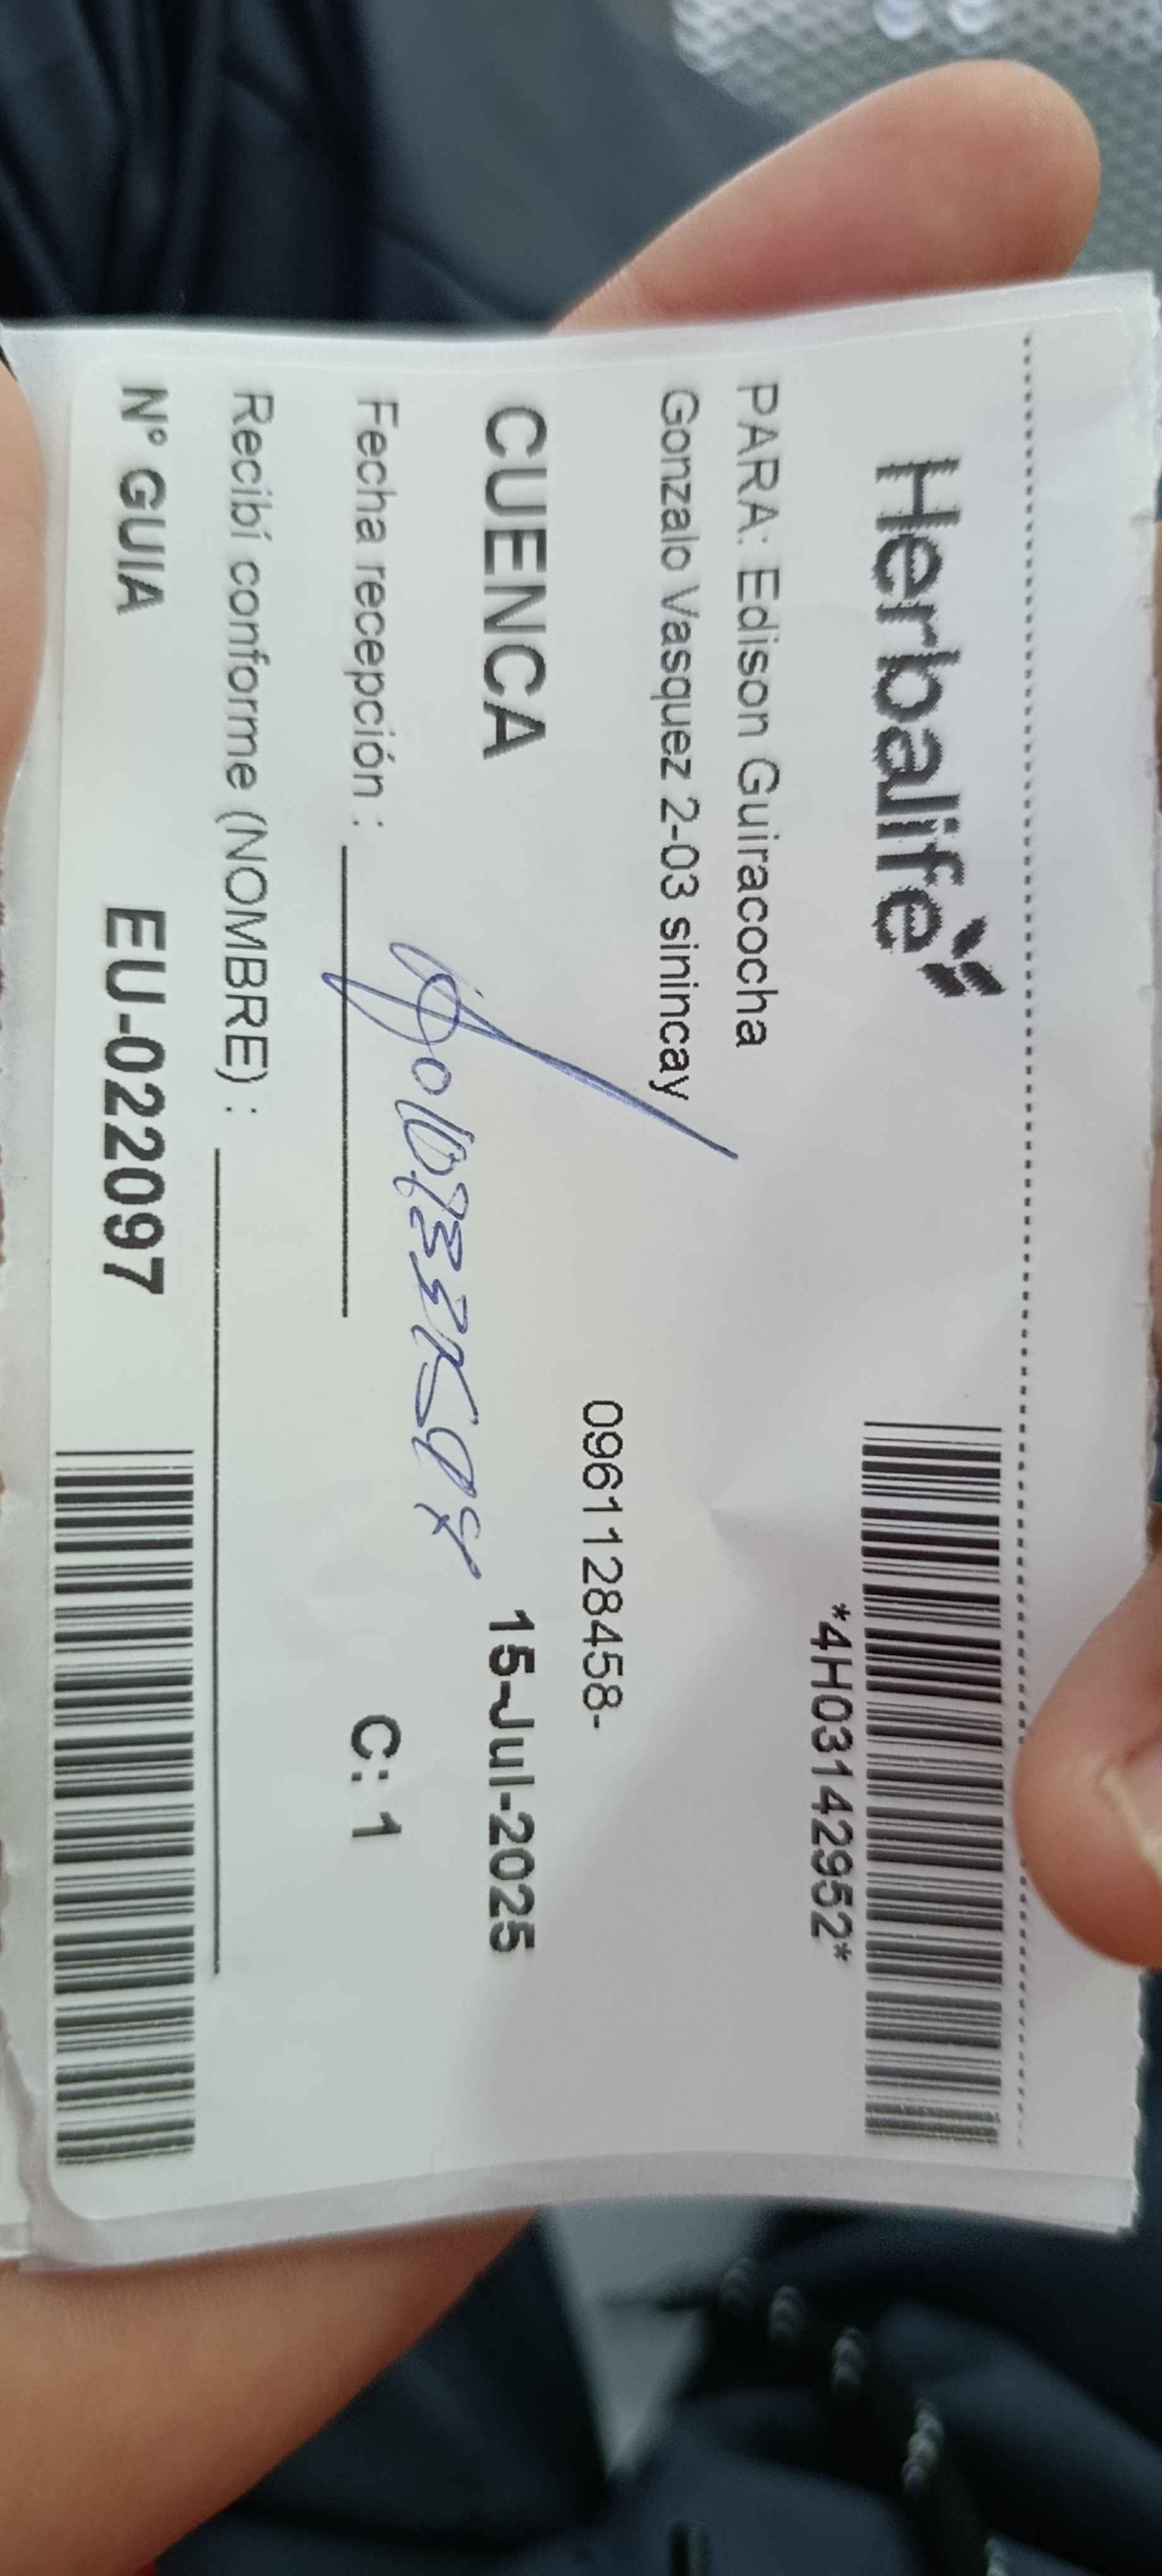 Herbalife
*4H03142952*
PARA: Edison Guiracocha
Gonzalo Vasquez 2-03 sinincay
0961128458-
CUENCA 15-Jul-2025
Fecha recepción :
C: 1
Recibí conforme (NOMBRE) :
N° GUIA EU-022097